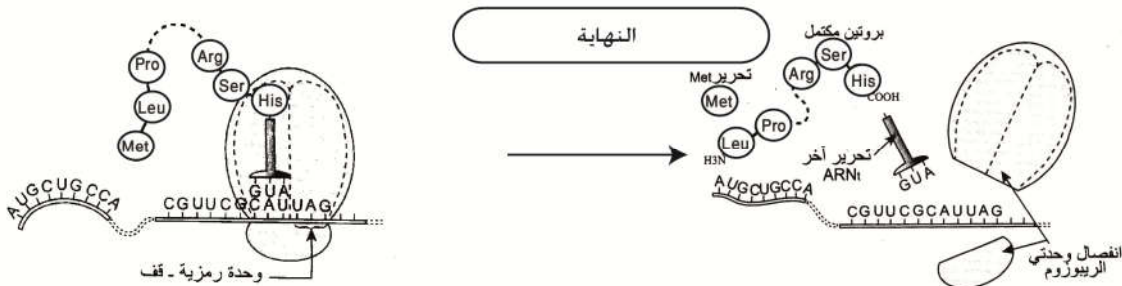 النهاية
Pro
Arg
Ser
His
Leu
Met
GUA
AUGCUGCCA
CGUUCGCAUUAG
وحدة رمزية - قف
بروتين مكتمل
تحرير Met
Met
Ser
Arg
His
COOH
Pro
Leu
H3N
تحرير آخر
ARNt
GUA
AUGCUGCCA
CGUUCGCAUUAG
انفصال وحدتي
الريبوزوم